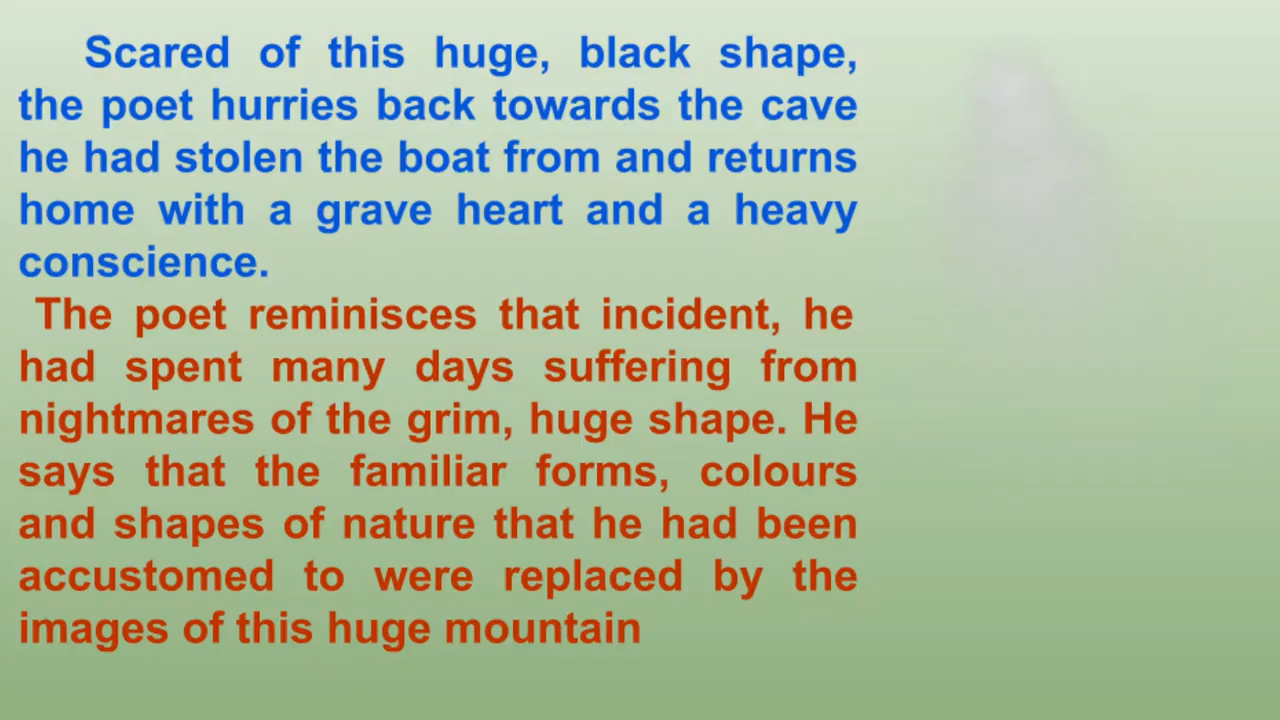 Scared of this huge, black shape,
the poet hurries back towards the cave
he had stolen the boat from and returns
home with a grave heart and a heavy
conscience.
The poet reminisces that incident, he
had spent many days suffering from
nightmares of the grim, huge shape. He
says that the familiar forms, colours
and shapes of nature that he had been
accustomed to were replaced by the
images of this huge mountain